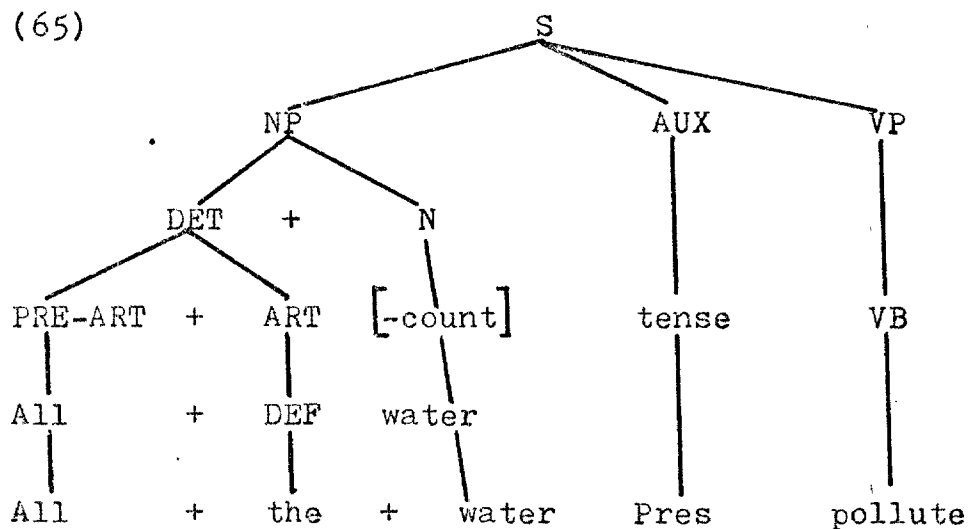 (65)
S
NP AUX VP
DET + N
PRE-ART + ART [-count] tense VB
All + DEF water
All + the + water Pres pollute